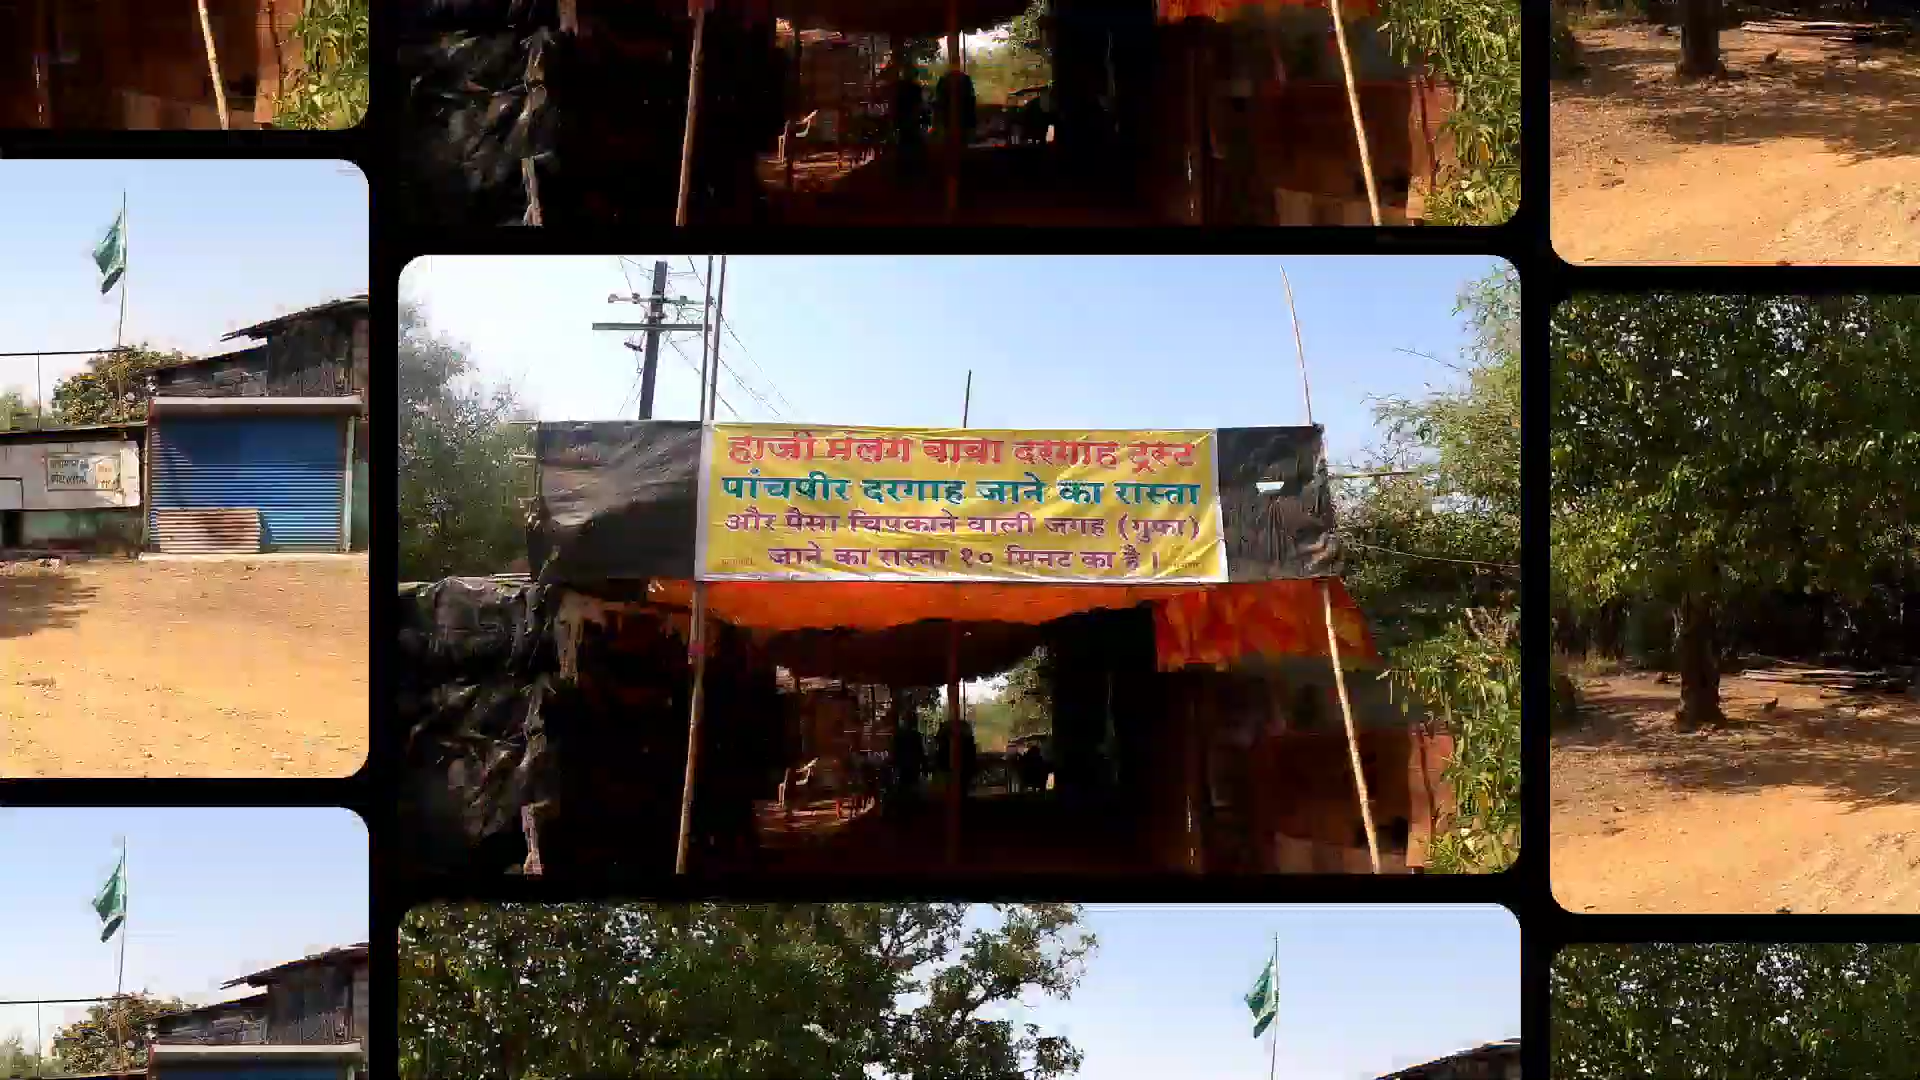 हाजी मलंग बाबा दरगाह ट्रस्ट
पांचपीर दरगाह जाने का रास्ता
और पैसा चिपकाने वाली जगह (गुफा)
जाने का रास्ता १० मिनट का है।